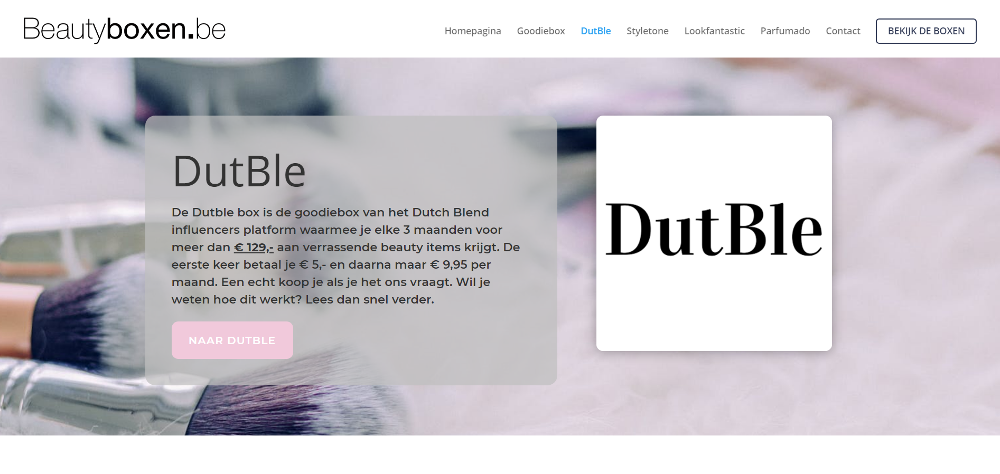 Beautyboxen.be
Homepagina
Goodiebox
DutBle
Styletone
Lookfantastic
Parfumado
Contact
BEKIJK DE BOXEN
DutBle
De Dutble box is de goodiebox van het Dutch Blend
influencers platform waarmee je elke 3 maanden voor
meer dan € 129,- aan verrassende beauty items krijgt. De
eerste keer betaal je € 5,- en daarna maar € 9,95 per
maand. Een echt koop je als je het ons vraagt. Wil je
weten hoe dit werkt? Lees dan snel verder.
NAAR DUTBLE
DutBle